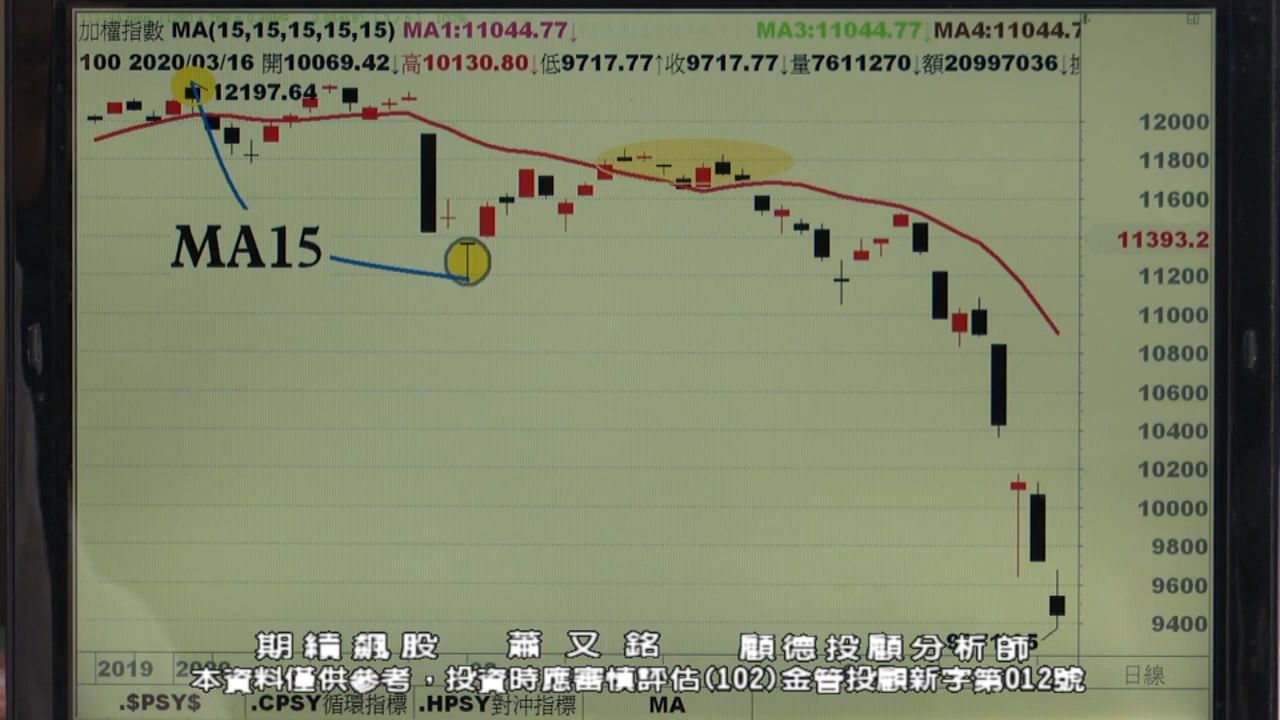 加權指數 MA(15,15,15,15,15) MA1:11044.77↓ MA3:11044.77↓ MA4:11044.7
100 2020/03/16 開10069.42↓高10130.80↓低9717.77↑收9717.77↓量7611270↓額20997036↓
12197.64
12000
11800
11600
11393.2
MA15
11200
11000
10800
10600
10400
10200
10000
9800
9600
9400
期續飆股 蕭又銘 顧德投顧分析師
2019 2020 日線
本資料僅供參考，投資時應審慎評估(102)金管投顧新字第012號
.$PSY$ .CPSY循環指標 .HPSY對沖指標 MA